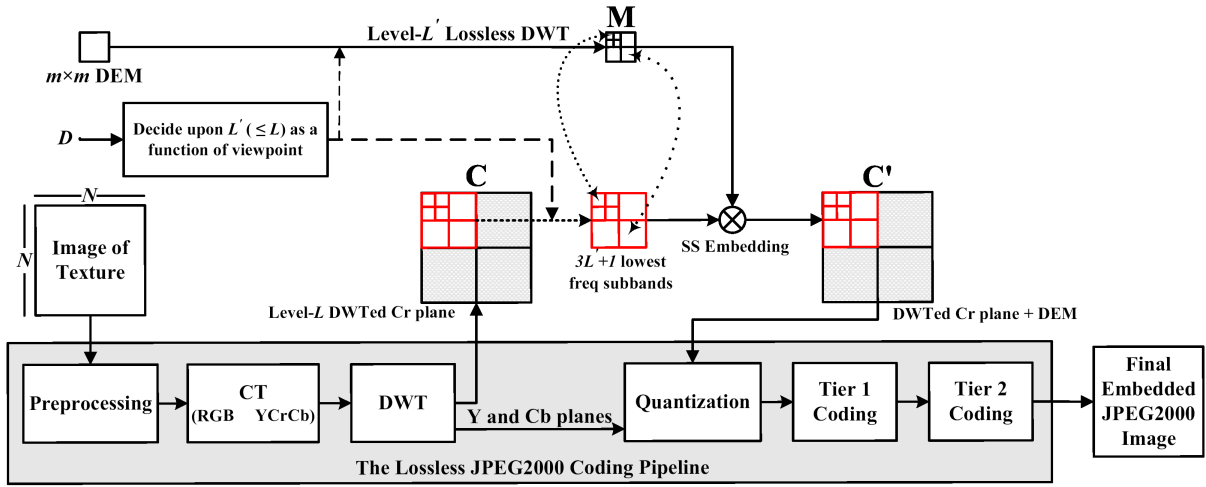 M
Level-L' Lossless DWT
m×m DEM
D
Decide upon L' ( ≤ L) as a
function of viewpoint
C
C'
N
N
Image of
Texture
SS Embedding
3L'+1 lowest
freq subbands
Level-L DWTed Cr plane
DWTed Cr plane + DEM
Preprocessing
CT
(RGB YCrCb)
DWT
Y and Cb planes
Quantization
Tier 1
Coding
Tier 2
Coding
Final
Embedded
JPEG2000
Image
The Lossless JPEG2000 Coding Pipeline